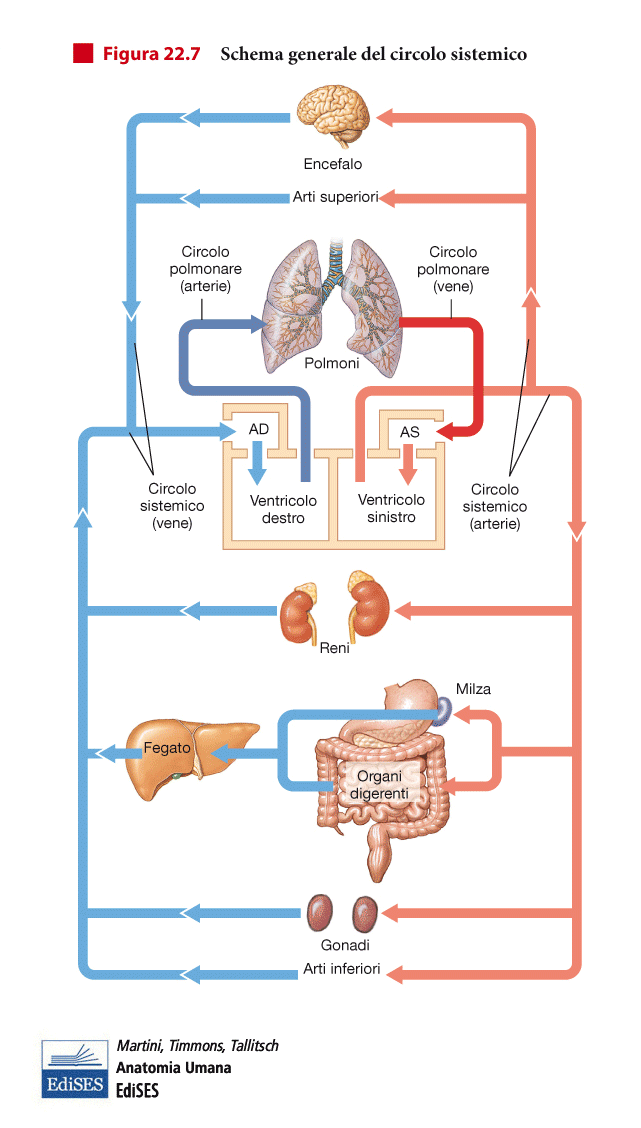 Figura 22.7 Schema generale del circolo sistemico
Encefalo
Arti superiori
Circolo
polmonare
(arterie)
Circolo
polmonare
(vene)
Polmoni
AD
AS
Ventricolo
destro
Ventricolo
sinistro
Circolo
sistemico
(vene)
Circolo
sistemico
(arterie)
Reni
Milza
Fegato
Organi
digerenti
Gonadi
Arti inferiori
EdiSES
Martini, Timmons, Tallitsch
Anatomia Umana
EdiSES